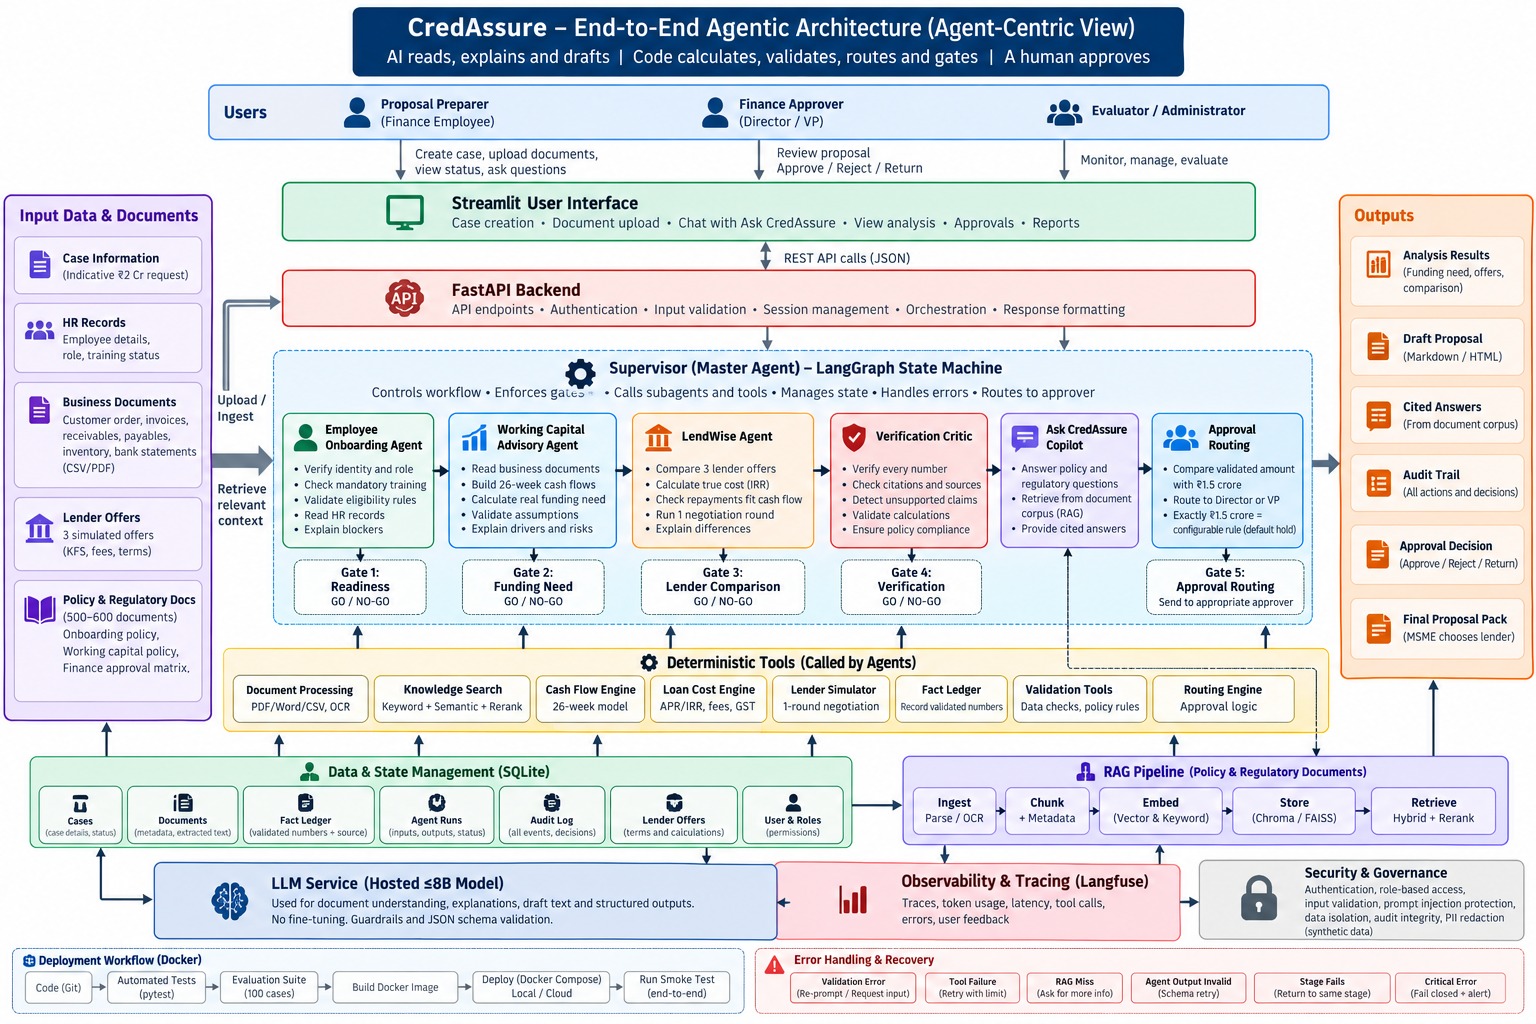 CredAssure – End-to-End Agentic Architecture (Agent-Centric View)
AI reads, explains and drafts | Code calculates, validates, routes and gates | A human approves
Users
Proposal Preparer
(Finance Employee)
Finance Approver
(Director / VP)
Evaluator / Administrator
Create case, upload documents,
view status, ask questions
Review proposal
Approve / Reject / Return
Monitor, manage, evaluate
Streamlit User Interface
Case creation • Document upload • Chat with Ask CredAssure • View analysis • Approvals • Reports
REST API calls (JSON)
API
FastAPI Backend
API endpoints • Authentication • Input validation • Session management • Orchestration • Response formatting
Input Data & Documents
Case Information
(Indicative ₹2 Cr request)
HR Records
Employee details,
role, training status
Business Documents
Customer order, invoices,
receivables, payables,
inventory, bank statements
(CSV/PDF)
Lender Offers
3 simulated offers
(KFS, fees, terms)
Policy & Regulatory Docs
(500–600 documents)
Onboarding policy,
Working capital policy,
Finance approval matrix.
Upload /
Ingest
Retrieve
relevant
context
Supervisor (Master Agent) – LangGraph State Machine
Controls workflow • Enforces gates • Calls subagents and tools • Manages state • Handles errors • Routes to approver
Employee
Onboarding Agent
• Verify identity and role
• Check mandatory training
• Validate eligibility rules
• Read HR records
• Explain blockers
Working Capital
Advisory Agent
• Read business documents
• Build 26-week cash flows
• Calculate real funding need
• Validate assumptions
• Explain drivers and risks
LendWise Agent
• Compare 3 lender offers
• Calculate true cost (IRR)
• Check repayments fit cash flow
• Run 1 negotiation round
• Explain differences
Verification Critic
• Verify every number
• Check citations and sources
• Detect unsupported claims
• Validate calculations
• Ensure policy compliance
Ask CredAssure
Copilot
• Answer policy and
regulatory questions
• Retrieve from document
corpus (RAG)
• Provide cited answers
Approval
Routing
• Compare validated amount
with ₹1.5 crore
• Route to Director or VP
• Exactly ₹1.5 crore =
configurable rule (default hold)
Gate 1:
Readiness
GO / NO-GO
Gate 2:
Funding Need
GO / NO-GO
Gate 3:
Lender Comparison
GO / NO-GO
Gate 4:
Verification
GO / NO-GO
Gate 5:
Approval Routing
Send to appropriate approver
Outputs
Analysis Results
(Funding need, offers,
comparison)
Draft Proposal
(Markdown / HTML)
Cited Answers
(From document corpus)
Audit Trail
(All actions and decisions)
Approval Decision
(Approve / Reject / Return)
Final Proposal Pack
(MSME chooses lender)
Deterministic Tools (Called by Agents)
Document Processing
PDF/Word/CSV, OCR
Knowledge Search
Keyword + Semantic + Rerank
Cash Flow Engine
26-week model
Loan Cost Engine
APR/IRR, fees, GST
Lender Simulator
1-round negotiation
Fact Ledger
Record validated numbers
Validation Tools
Data checks, policy rules
Routing Engine
Approval logic
Data & State Management (SQLite)
Cases
(case details, status)
Documents
(metadata, extracted text)
Fact Ledger
(validated numbers + source)
Agent Runs
(inputs, outputs, status)
Audit Log
(all events, decisions)
Lender Offers
(terms and calculations)
User & Roles
(permissions)
RAG Pipeline (Policy & Regulatory Documents)
Ingest
Parse / OCR
Chunk
+ Metadata
Embed
(Vector & Keyword)
Store
(Chroma / FAISS)
Retrieve
Hybrid + Rerank
LLM Service (Hosted ≤8B Model)
Used for document understanding, explanations, draft text and structured outputs.
No fine-tuning. Guardrails and JSON schema validation.
Observability & Tracing (Langfuse)
Traces, token usage, latency, tool calls,
errors, user feedback
Security & Governance
Authentication, role-based access,
input validation, prompt injection protection,
data isolation, audit integrity, PII redaction
(synthetic data)
Deployment Workflow (Docker)
Code (Git)
Automated Tests
(pytest)
Evaluation Suite
(100 cases)
Build Docker Image
Deploy (Docker Compose)
Local / Cloud
Run Smoke Test
(end-to-end)
Error Handling & Recovery
Validation Error
(Re-prompt / Request input)
Tool Failure
(Retry with limit)
RAG Miss
(Ask for more info)
Agent Output Invalid
(Schema retry)
Stage Fails
(Return to same stage)
Critical Error
(Fail closed + alert)